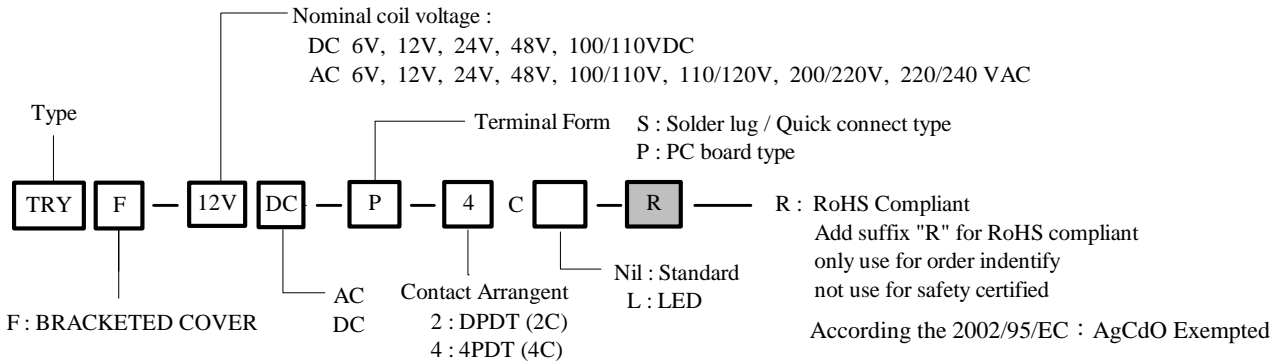 Nominal coil voltage :
DC 6V, 12V, 24V, 48V, 100/110VDC
AC 6V, 12V, 24V, 48V, 100/110V, 110/120V, 200/220V, 220/240 VAC
Type
Terminal Form S : Solder lug / Quick connect type
P : PC board type
TRY F — 12V DC — P — 4 C — R — R : RoHS Compliant
Add suffix "R" for RoHS compliant
only use for order indentify
not use for safety certified
According the 2002/95/EC : AgCdO Exempted
Nil : Standard
L : LED
Contact Arrangent
2 : DPDT (2C)
4 : 4PDT (4C)
AC
DC
F : BRACKETED COVER